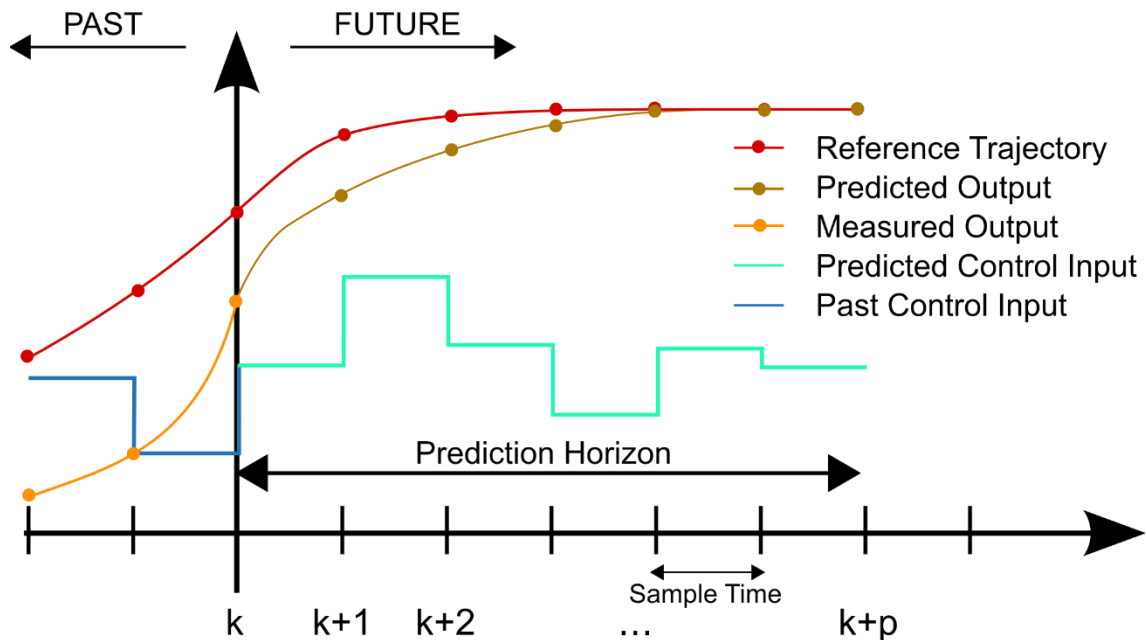 PAST
FUTURE
Reference Trajectory
Predicted Output
Measured Output
Predicted Control Input
Past Control Input
Prediction Horizon
Sample Time
k
k+1
k+2
...
k+p